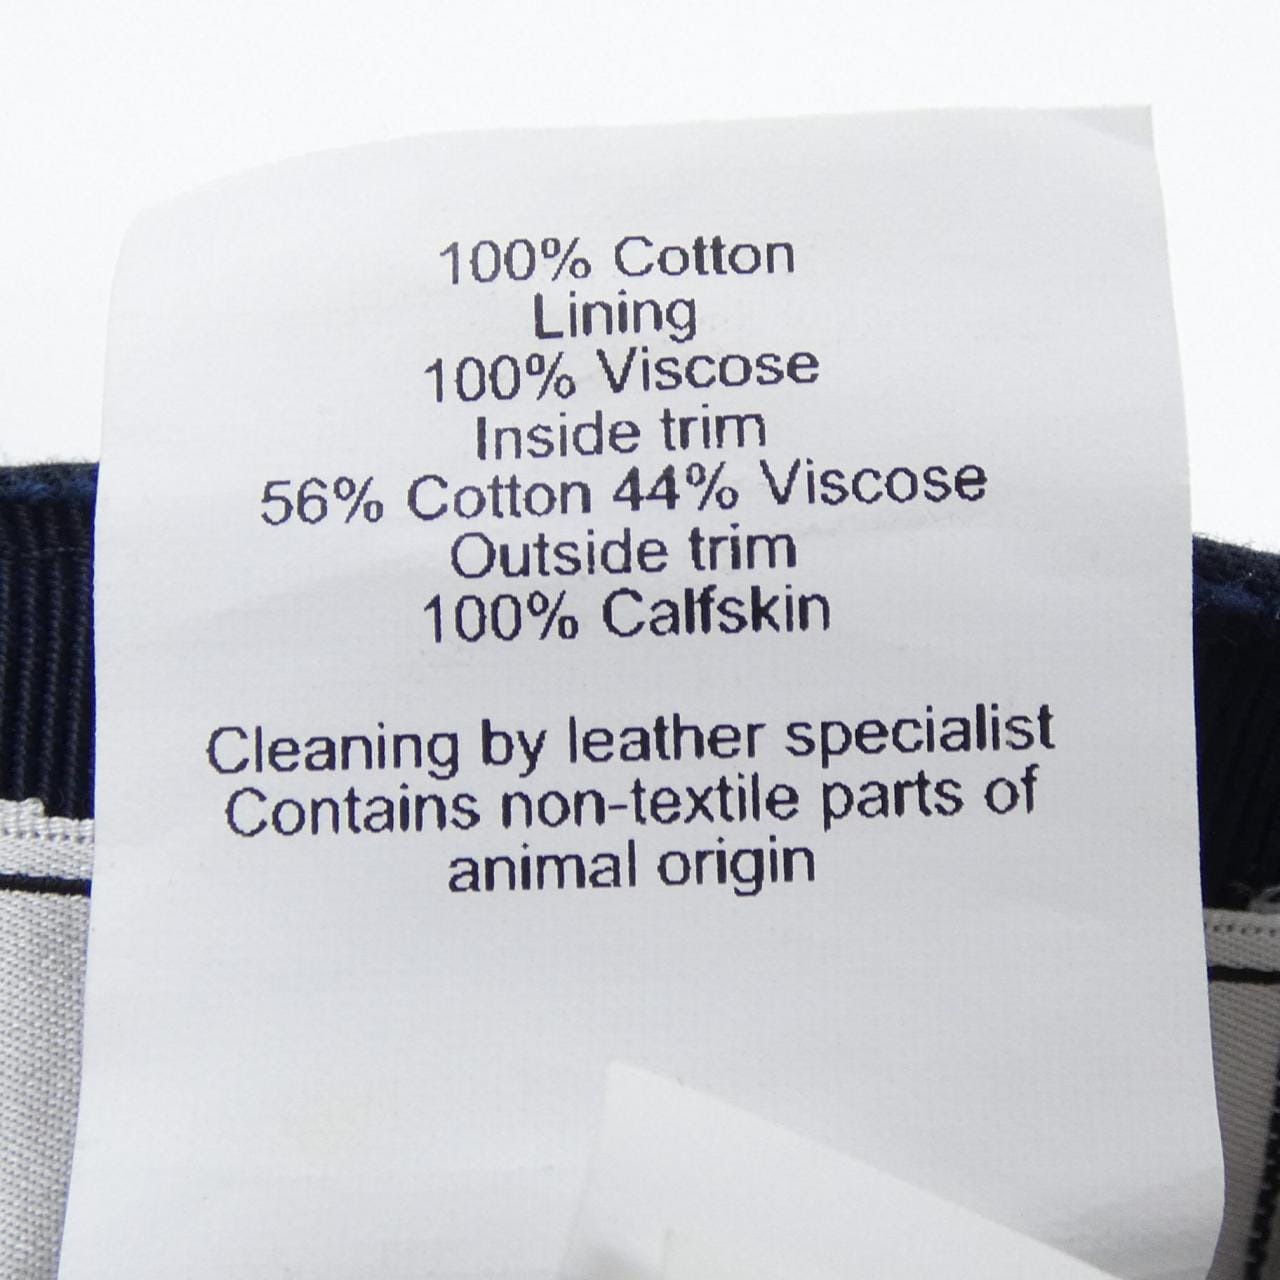 100% Cotton
Lining
100% Viscose
Inside trim
56% Cotton 44% Viscose
Outside trim
100% Calfskin
Cleaning by leather specialist
Contains non-textile parts of
animal origin